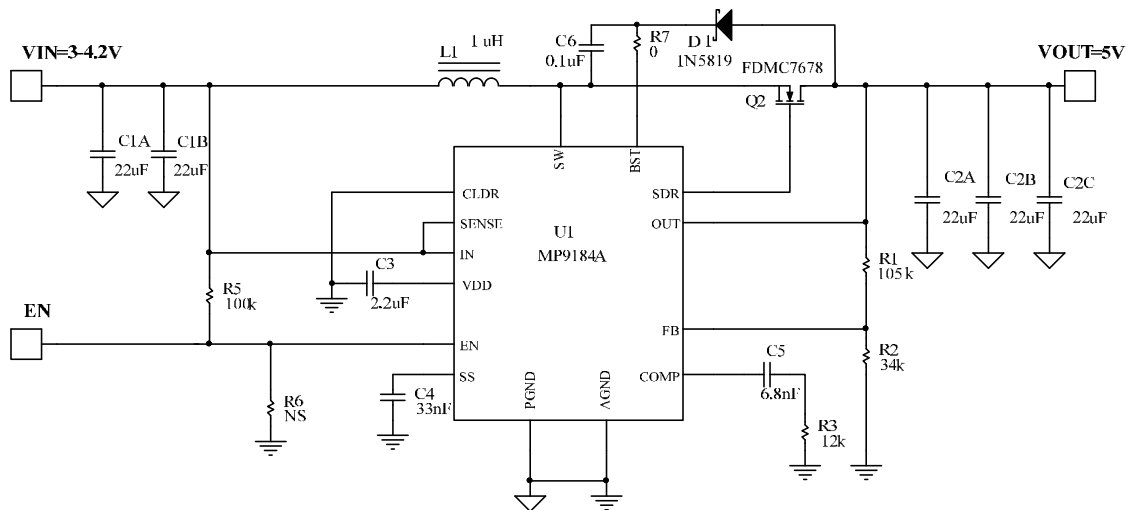 VIN=3-4.2V
L1
1 uH
C6
0.1uF
R7
0
D1
1N5819
FDMC7678
Q2
VOUT=5V
C1A
22uF
C1B
22uF
SW
BST
CLDR
SENSE
IN
VDD
EN
SS
PGND
AGND
SDR
OUT
FB
COMP
U1
MP9184A
C2A
22uF
C2B
22uF
C2C
22uF
C3
2.2uF
R5
100k
EN
R6
NS
C4
33nF
R1
105k
R2
34k
C5
6.8nF
R3
12k